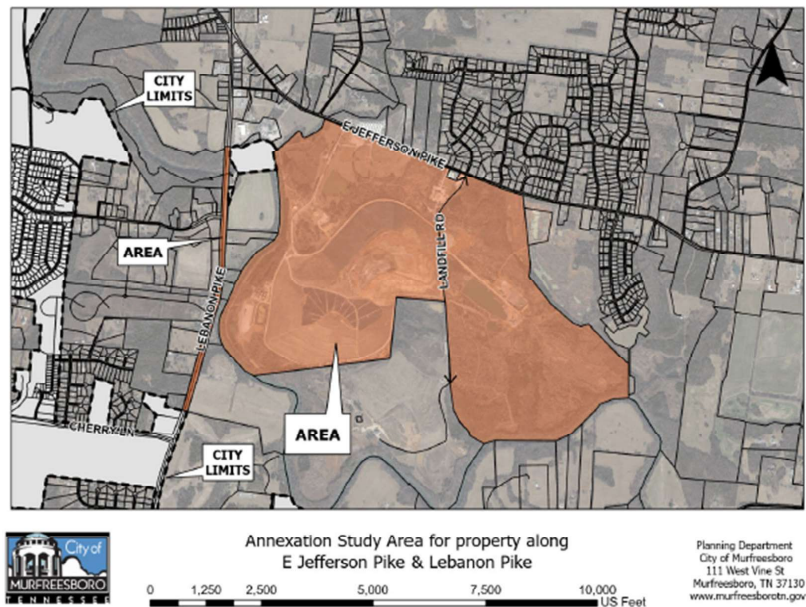 CITY
LIMITS
E JEFFERSON PIKE
AREA
LANDFILL RD
LEBANON PIKE
AREA
CHERRY LN
CITY
LIMITS
City of
MURFREESBORO
TENNESSEE
Annexation Study Area for property along
E Jefferson Pike & Lebanon Pike
0 1,250 2,500 5,000 7,500 10,000
US Feet
Planning Department
City of Murfreesboro
111 West Vine St
Murfreesboro, TN 37130
www.murfreesborotn.gov